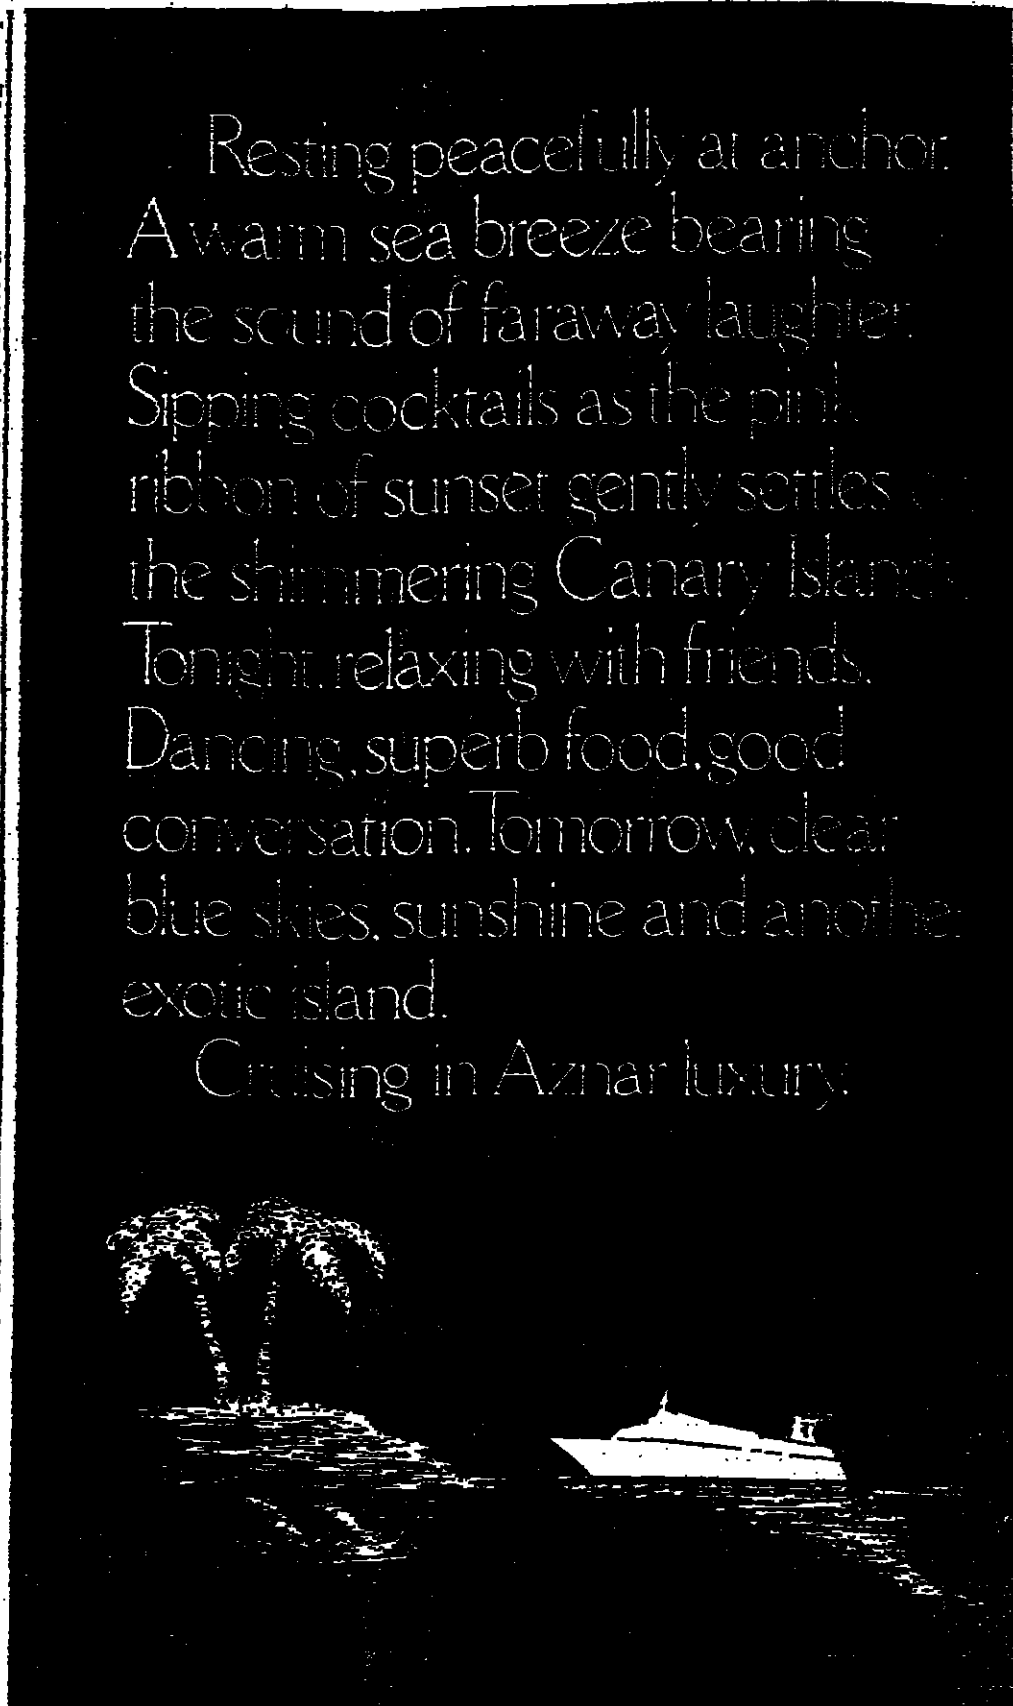 Resting peacefully at anchor.
A warm sea breeze bearing
the sound of faraway laughter.
Sipping cocktails as the pink
ribbon of sunset gently settles on
the shimmering Canary Islands.
Tonight, relaxing with friends.
Dancing, superb food, good
conversation. Tomorrow, clear
blue skies, sunshine and another
exotic island.
Cruising in Aznar luxury.